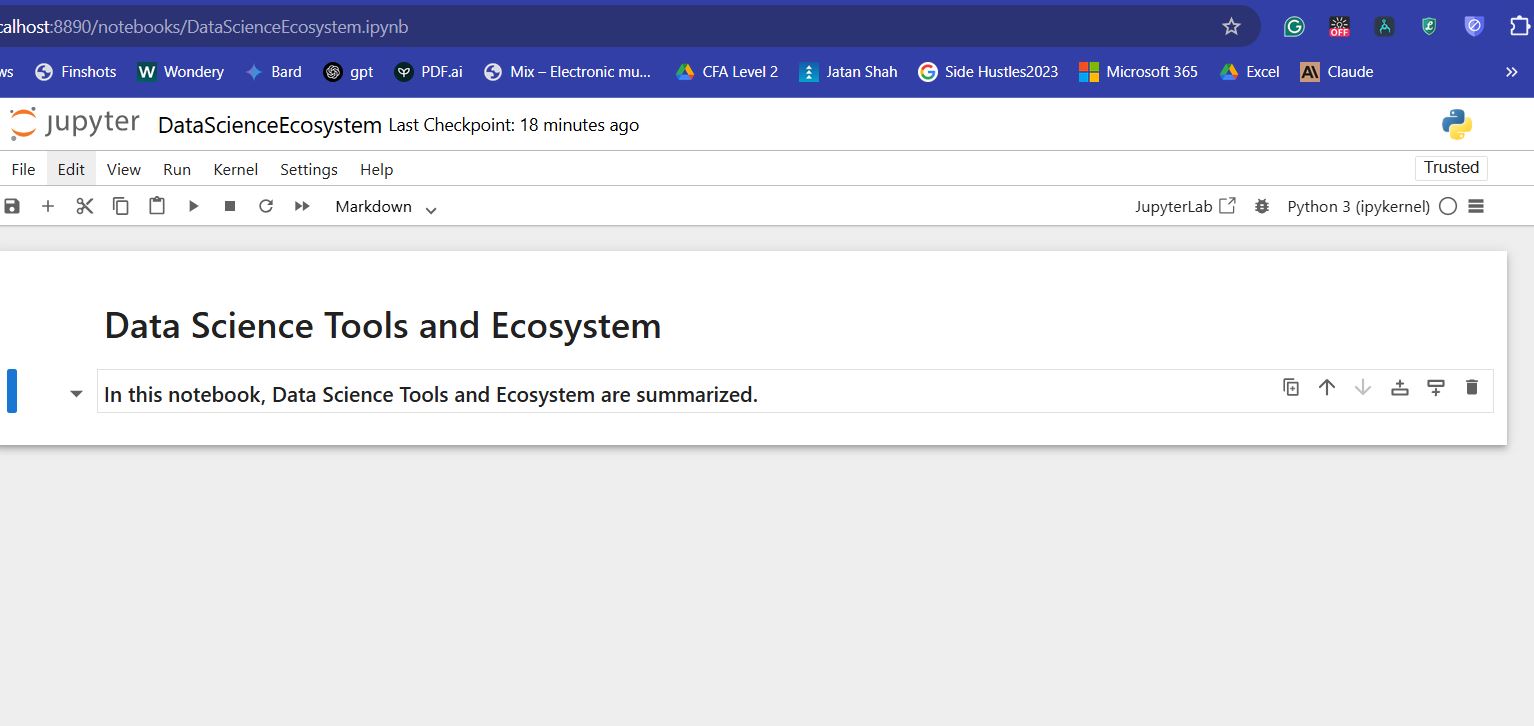 calhost:8890/notebooks/DataScienceEcosystem.ipynb OFF
ws Finshots W Wondery Bard gpt PDF.ai Mix – Electronic mu... CFA Level 2 Jatan Shah Side Hustles2023 Microsoft 365 Excel AI Claude »
jupyter DataScienceEcosystem Last Checkpoint: 18 minutes ago
File Edit View Run Kernel Settings Help Trusted
Markdown JupyterLab Python 3 (ipykernel)
Data Science Tools and Ecosystem
In this notebook, Data Science Tools and Ecosystem are summarized.